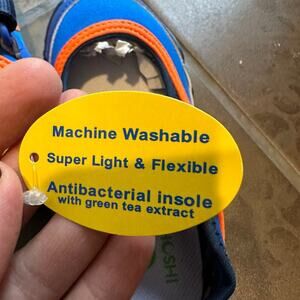 Machine Washable
Super Light & Flexible
Antibacterial insole
with green tea extract